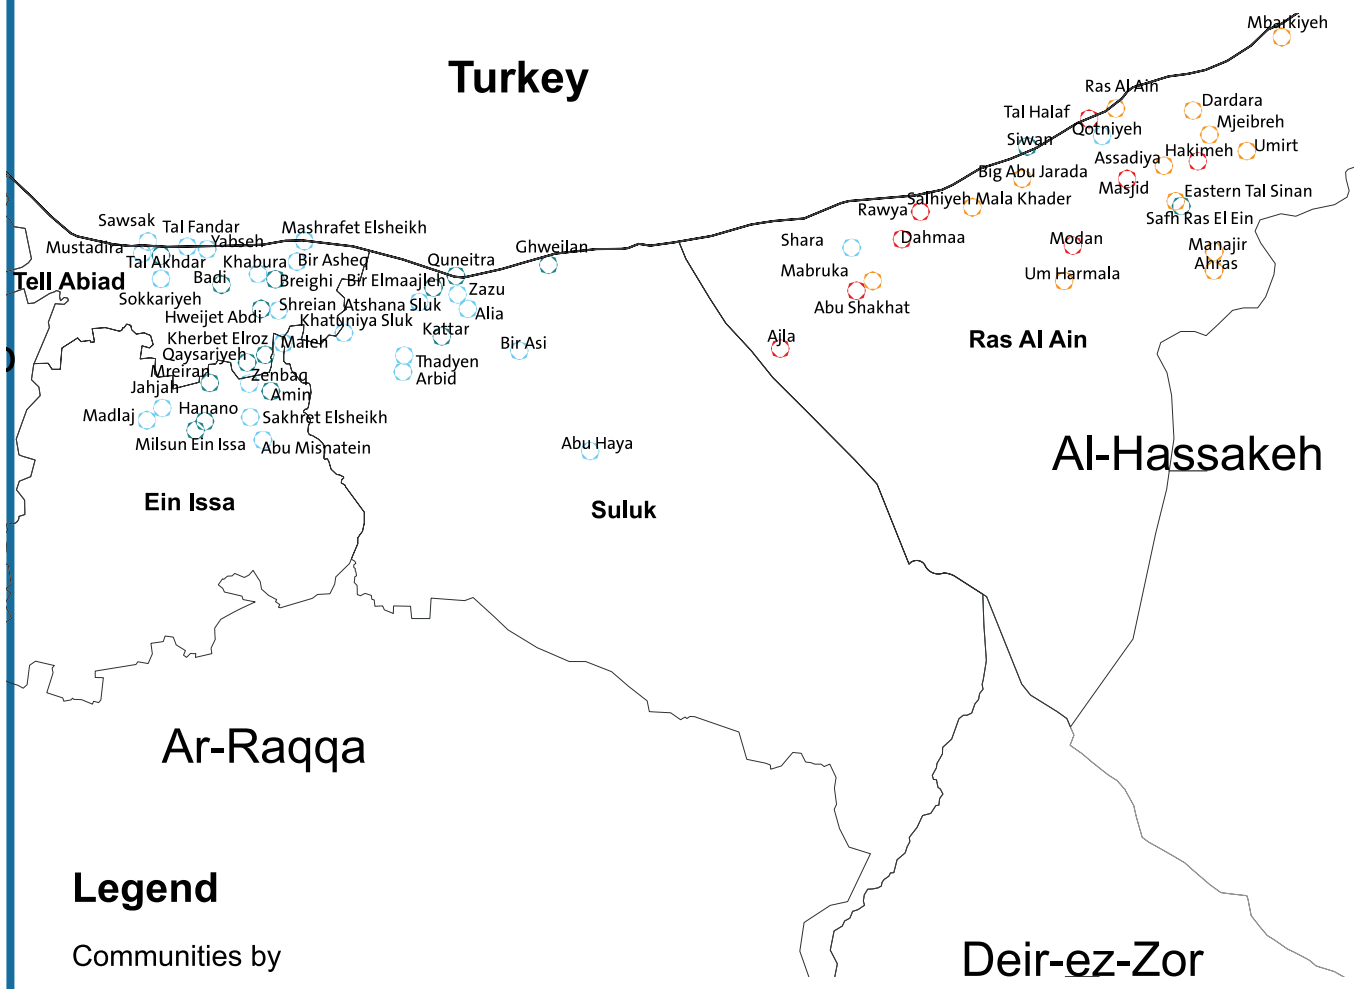 Mbarkiyeh
Turkey
Ras Al Ain
Dardara
Tal Halaf
Qotniyeh
Mjeibreh
Siwan
Umirt
Hakimeh
Assadiya
Big Abu Jarada
Masjid
Eastern Tal Sinan
Salhiyeh Mala Khader
Rawya
Safh Ras El Ein
Sawsak
Tal Fandar
Mashrafet Elsheikh
Shara
Dahmaa
Modan
Manajir
Mustadira
Yabseh
Ghweilan
Tal Akhdar
Khabura
Bir Asheq
Quneitra
Ahras
Tell Abiad
Badi
Breighi
Bir Elmaajleh
Zazu
Mabruka
Um Harmala
Sokkariyeh
Shreian
Atshana Sluk
Abu Shakhat
Hweijet Abdi
Khatuniya Sluk
Alia
Kherbet Elroz
Maleh
Kattar
Bir Asi
Ajla
Ras Al Ain
Qaysariyeh
Thadyen
Mreiran
Zenbaq
Arbid
Jahjah
Amin
Madlaj
Hanano
Sakhret Elsheikh
Milsun Ein Issa
Abu Misnatein
Abu Haya
Al-Hassakeh
Ein Issa
Suluk
Ar-Raqqa
Legend
Communities by
Deir-ez-Zor